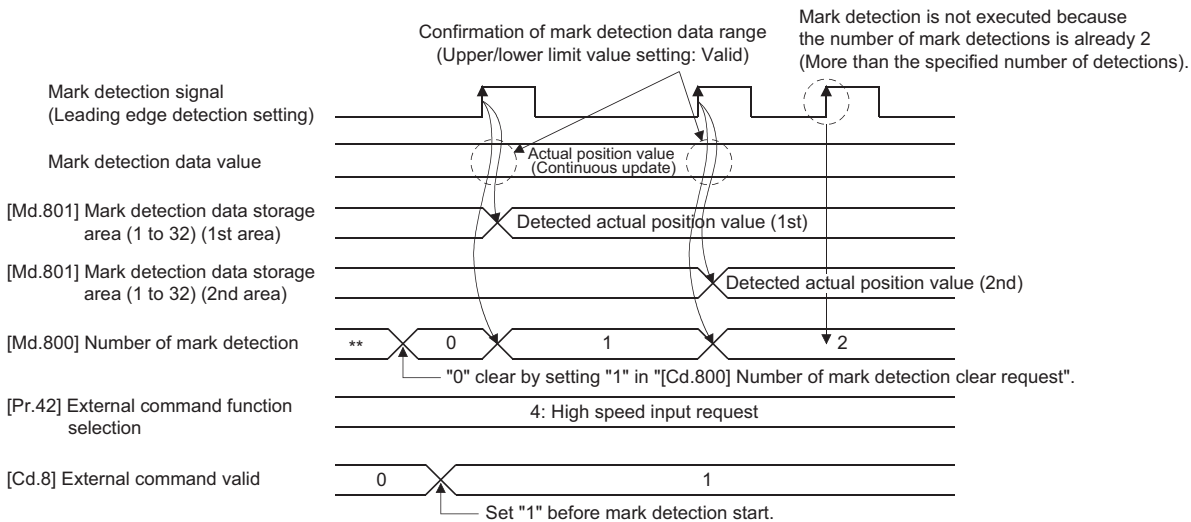 Confirmation of mark detection data range
(Upper/lower limit value setting: Valid)
Mark detection is not executed because
the number of mark detections is already 2
(More than the specified number of detections).
Mark detection signal
(Leading edge detection setting)
Mark detection data value
Actual position value
(Continuous update)
[Md.801] Mark detection data storage
area (1 to 32) (1st area)
Detected actual position value (1st)
[Md.801] Mark detection data storage
area (1 to 32) (2nd area)
Detected actual position value (2nd)
[Md.800] Number of mark detection
** 0 1 2
"0" clear by setting "1" in "[Cd.800] Number of mark detection clear request".
[Pr.42] External command function
selection
4: High speed input request
[Cd.8] External command valid
0 1
Set "1" before mark detection start.